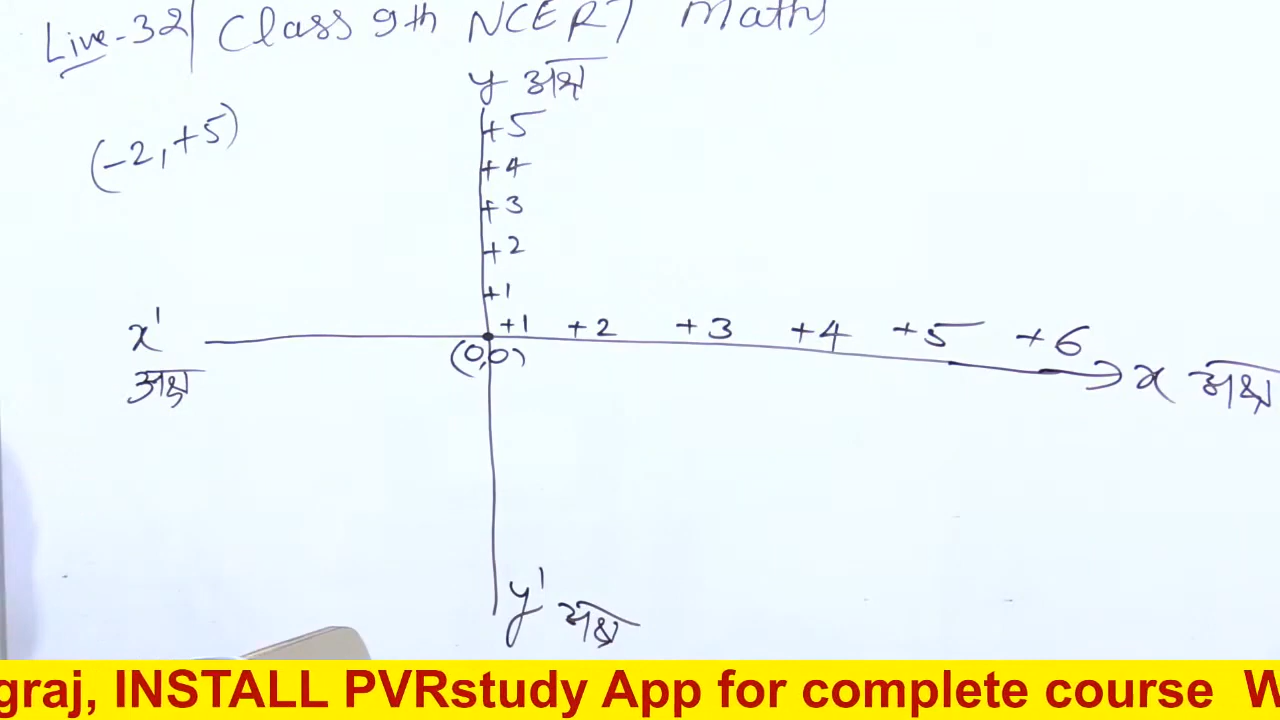 Live-32| Class 9th NCERT Maths
y अक्ष
(-2, +5)
+5
+4
+3
+2
+1
x' अक्ष
+1 +2 +3 +4 +5 +6
(0,0)
x अक्ष
y' अक्ष
graj, INSTALL PVRstudy App for complete course W